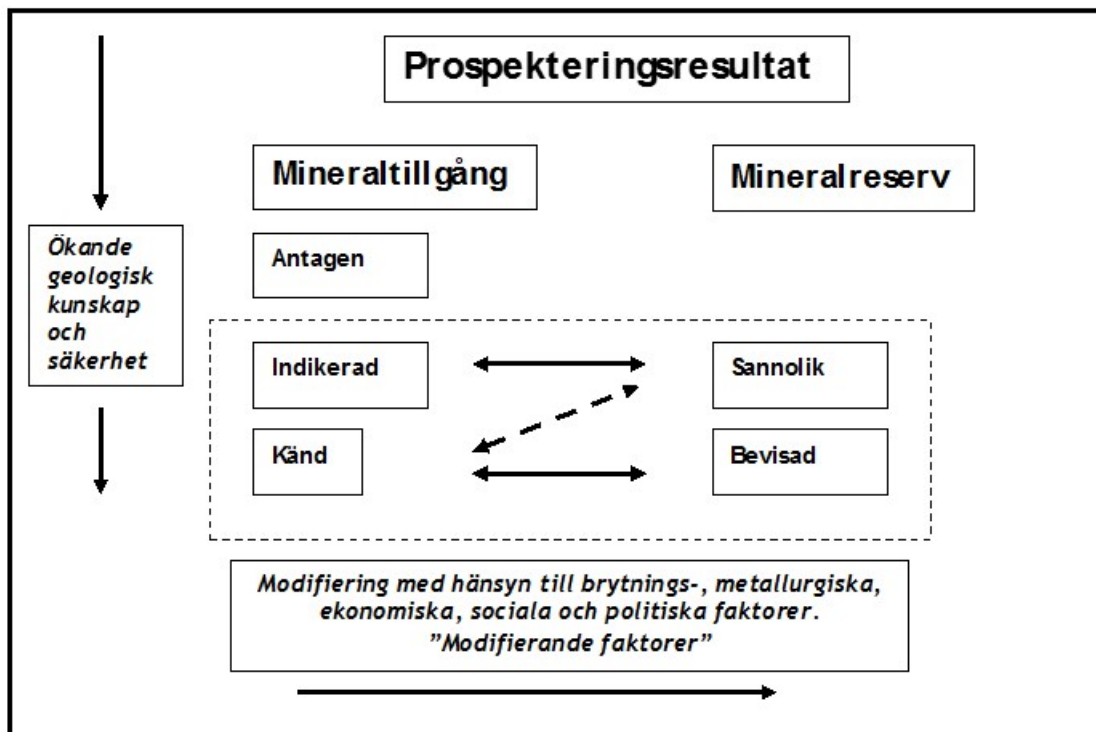 Prospekteringsresultat
Mineraltillgång
Mineralreserv
Ökande
geologisk
kunskap
och
säkerhet
Antagen
Indikerad
Sannolik
Känd
Bevisad
Modifiering med hänsyn till brytnings-, metallurgiska,
ekonomiska, sociala och politiska faktorer.
”Modifierande faktorer”